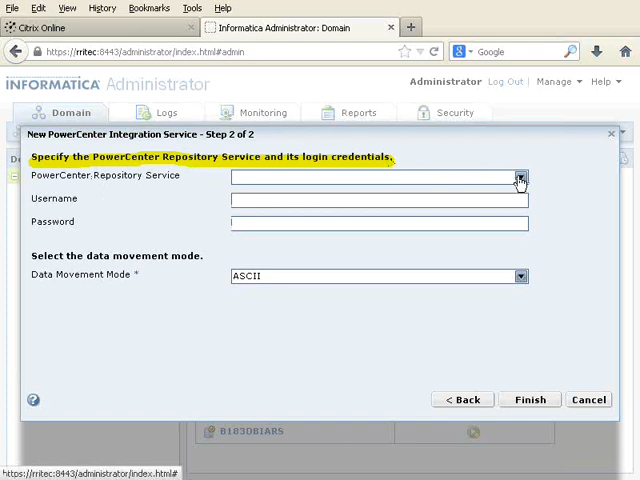 File Edit View History Bookmarks Tools Help
Citrix Online
Informatica Administrator: Domain
https://rritec:8443/administrator/index.html#admin
Google
INFORMATICA Administrator
Administrator Log Out Manage Help
Domain Logs Monitoring Reports Security
New PowerCenter Integration Service - Step 2 of 2
Specify the PowerCenter Repository Service and its login credentials.
PowerCenter Repository Service
Username
Password
Select the data movement mode.
Data Movement Mode *
ASCII
< Back Finish Cancel
B183DBIARS
https://rritec:8443/administrator/index.html#